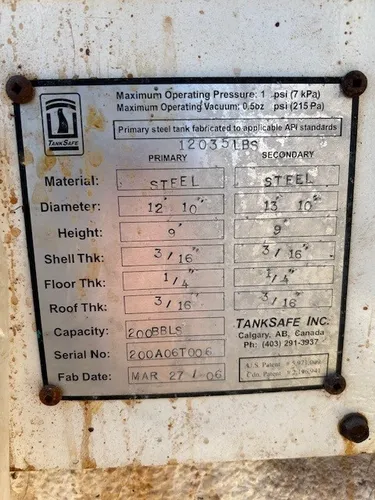 Maximum Operating Pressure: 1 psi (7 kPa)
Maximum Operating Vacuum: 0.5oz psi (215 Pa)
TANKSAFE
Primary steel tank fabricated to applicable API standards
12035LBS
PRIMARY SECONDARY
Material: STEEL STEEL
Diameter: 12' 10" 13' 10"
Height: 9" 9'
Shell Thk: 3/16" 3/16"
Floor Thk: 1/4" 1/4"
Roof Thk: 3/16" 3/16"
Capacity: 200BBLS
TANKSAFE INC.
Calgary, AB, Canada
Ph: (403) 291-3937
Serial No: 200A06T006
Fab Date: MAR 27 / 06
U.S. Patent
Cdn. Patent